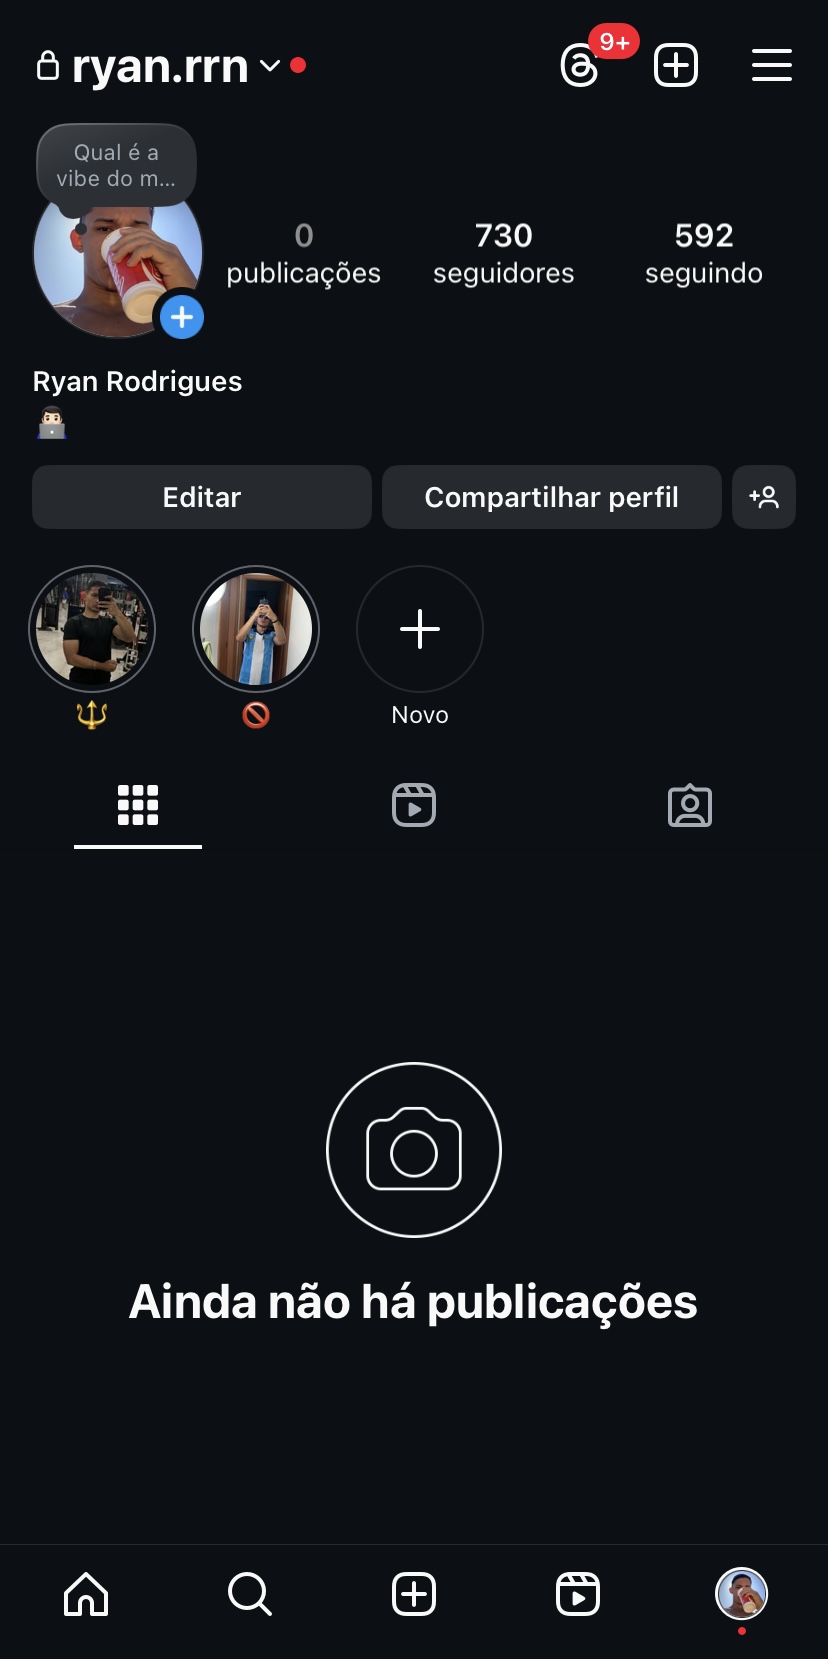 ryan.rrn
9+
Qual é a
vibe do m...
0
publicações
730
seguidores
592
seguindo
Ryan Rodrigues
Editar
Compartilhar perfil
Novo
Ainda não há publicações